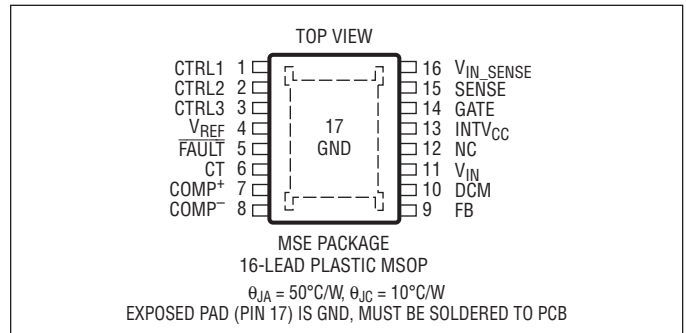 TOP VIEW
CTRL1 1
CTRL2 2
CTRL3 3
VREF 4
FAULT 5
CT 6
COMP+ 7
COMP– 8
17
GND
16 VIN_SENSE
15 SENSE
14 GATE
13 INTVCC
12 NC
11 VIN
10 DCM
9 FB
MSE PACKAGE
16-LEAD PLASTIC MSOP
θJA = 50°C/W, θJC = 10°C/W
EXPOSED PAD (PIN 17) IS GND, MUST BE SOLDERED TO PCB